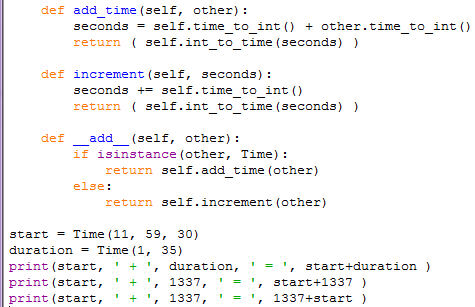 def add_time(self, other):
seconds = self.time_to_int() + other.time_to_int()
return ( self.int_to_time(seconds) )
def increment(self, seconds):
seconds += self.time_to_int()
return ( self.int_to_time(seconds) )
def __add__(self, other):
if isinstance(other, Time):
return self.add_time(other)
else:
return self.increment(other)
start = Time(11, 59, 30)
duration = Time(1, 35)
print(start, ' + ', duration, ' = ', start+duration )
print(start, ' + ', 1337, ' = ', start+1337 )
print(start, ' + ', 1337, ' = ', 1337+start )